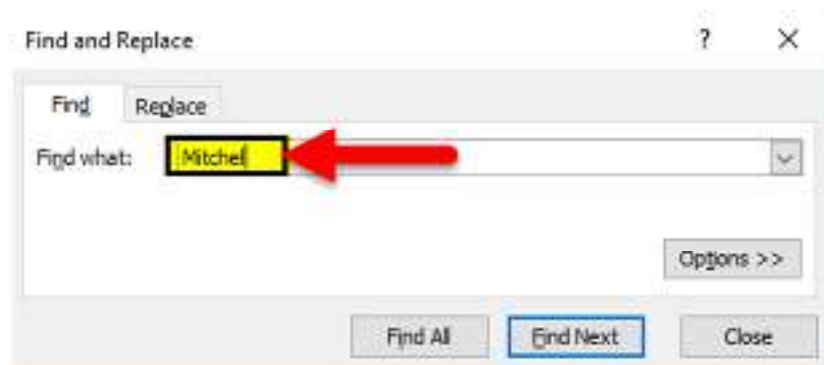 Find and Replace ? ×
Find Replace
Find what: Mitchel
Options >>
Find All Find Next Close